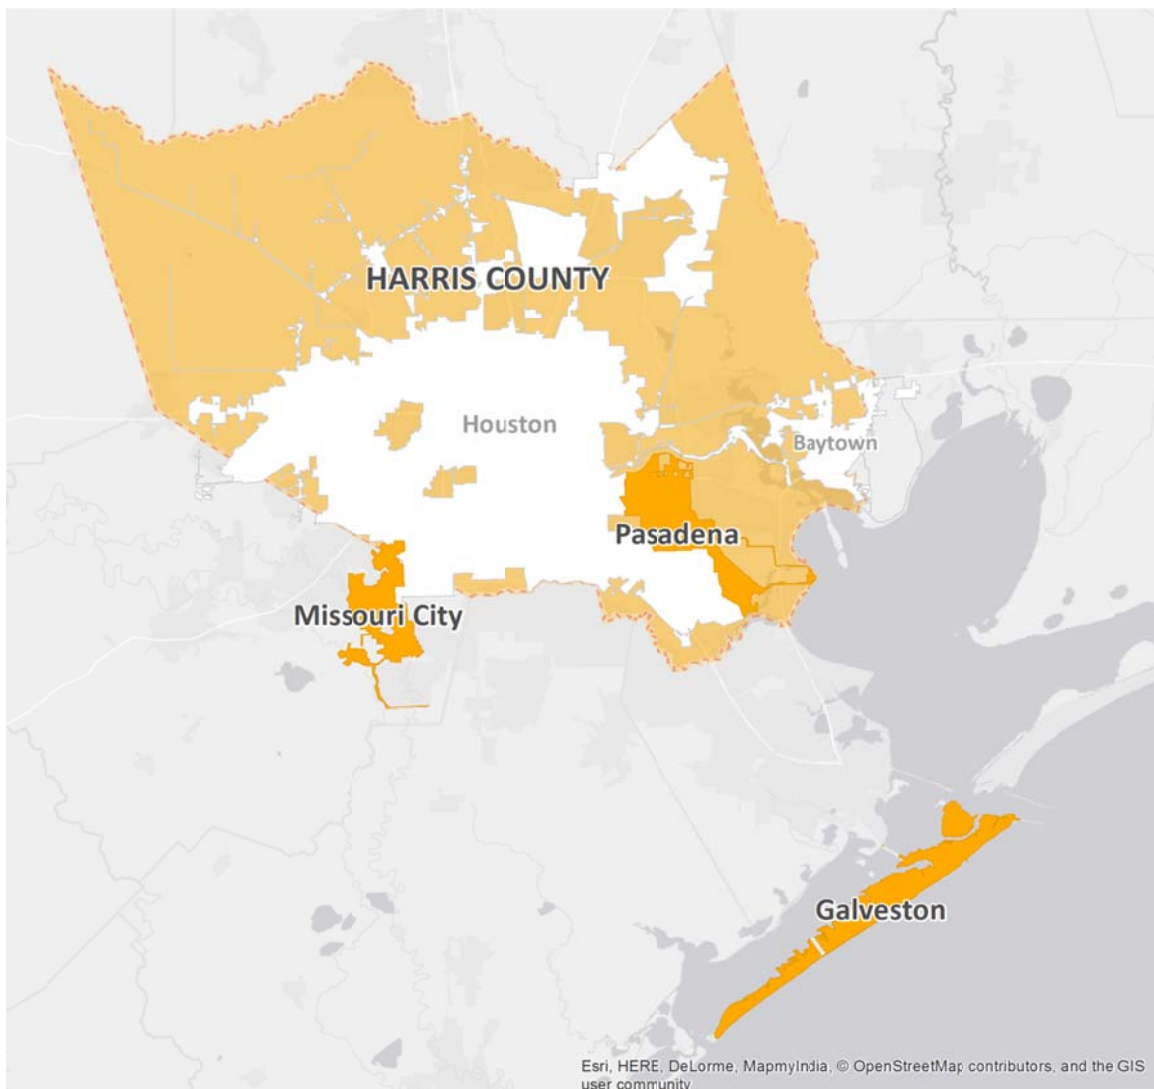 HARRIS COUNTY
Houston
Baytown
Pasadena
Missouri City
Galveston
Esri, HERE, DeLorme, MapmyIndia, © OpenStreetMap contributors, and the GIS
user community